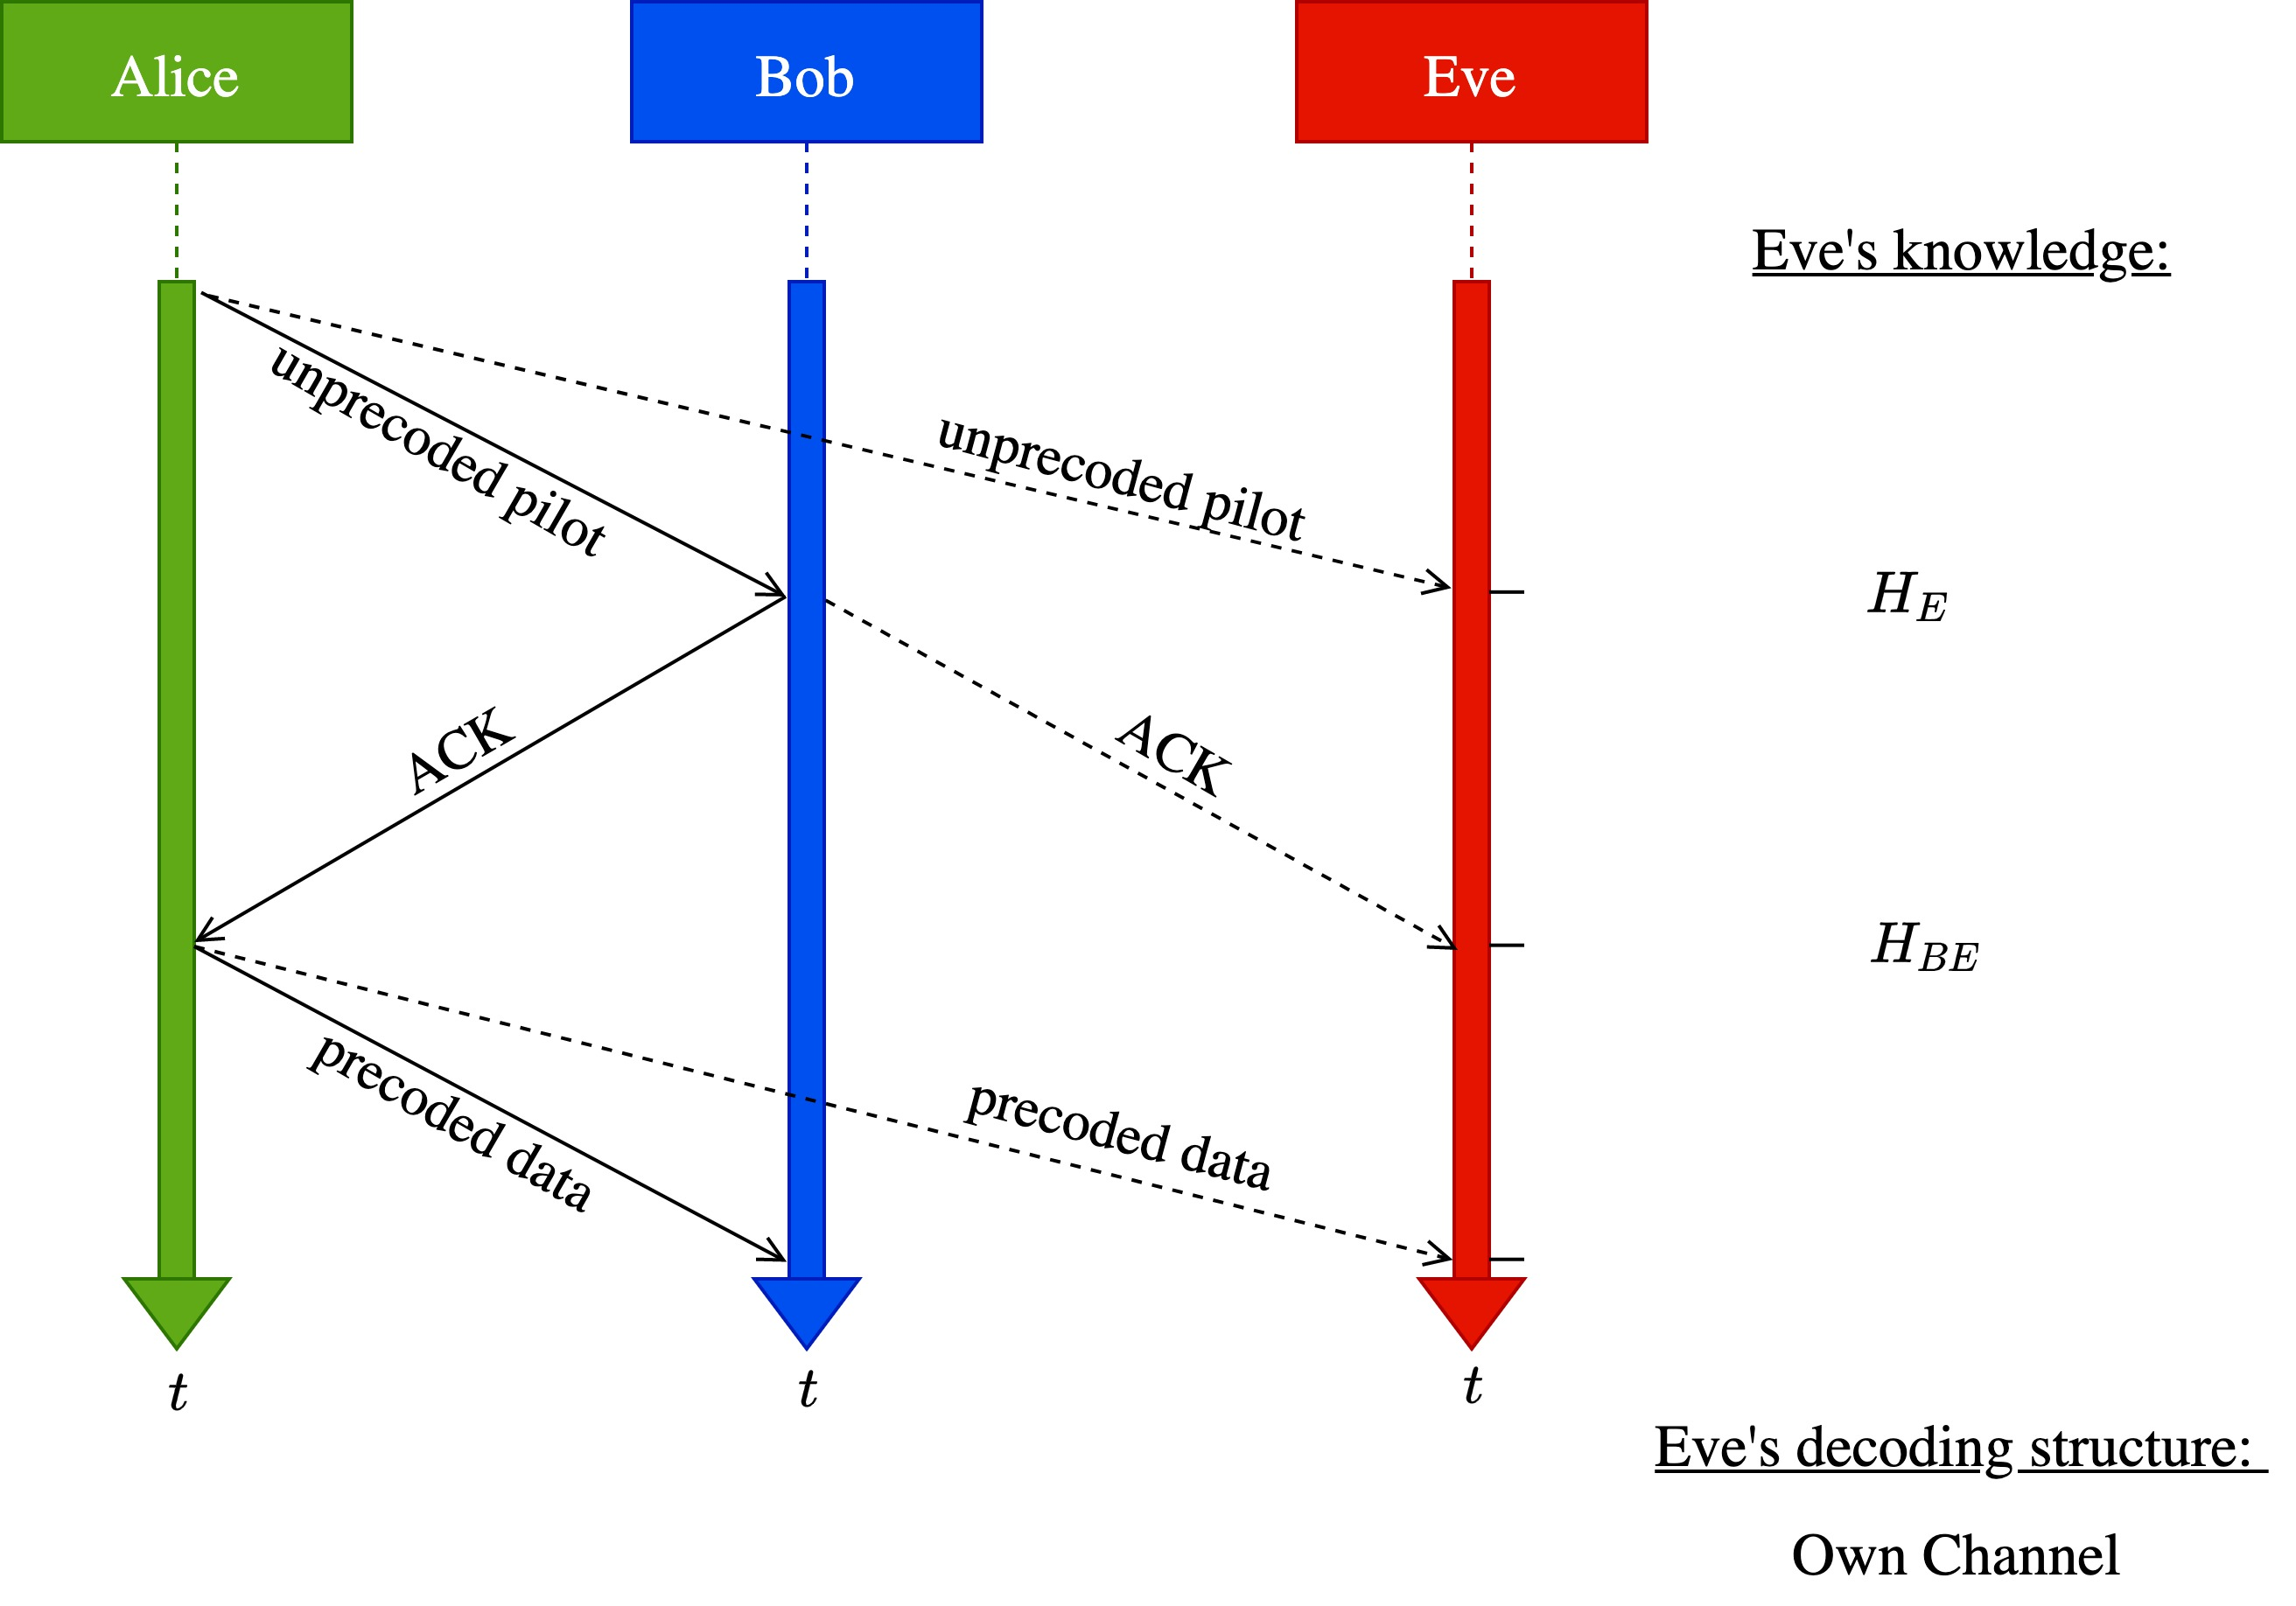 Alice
Bob
Eve
Eve's knowledge:
unprecoded pilot
unprecoded pilot
H_E
ACK
ACK
H_BE
precoded data
precoded data
t
t
t
Eve's decoding structure:
Own Channel